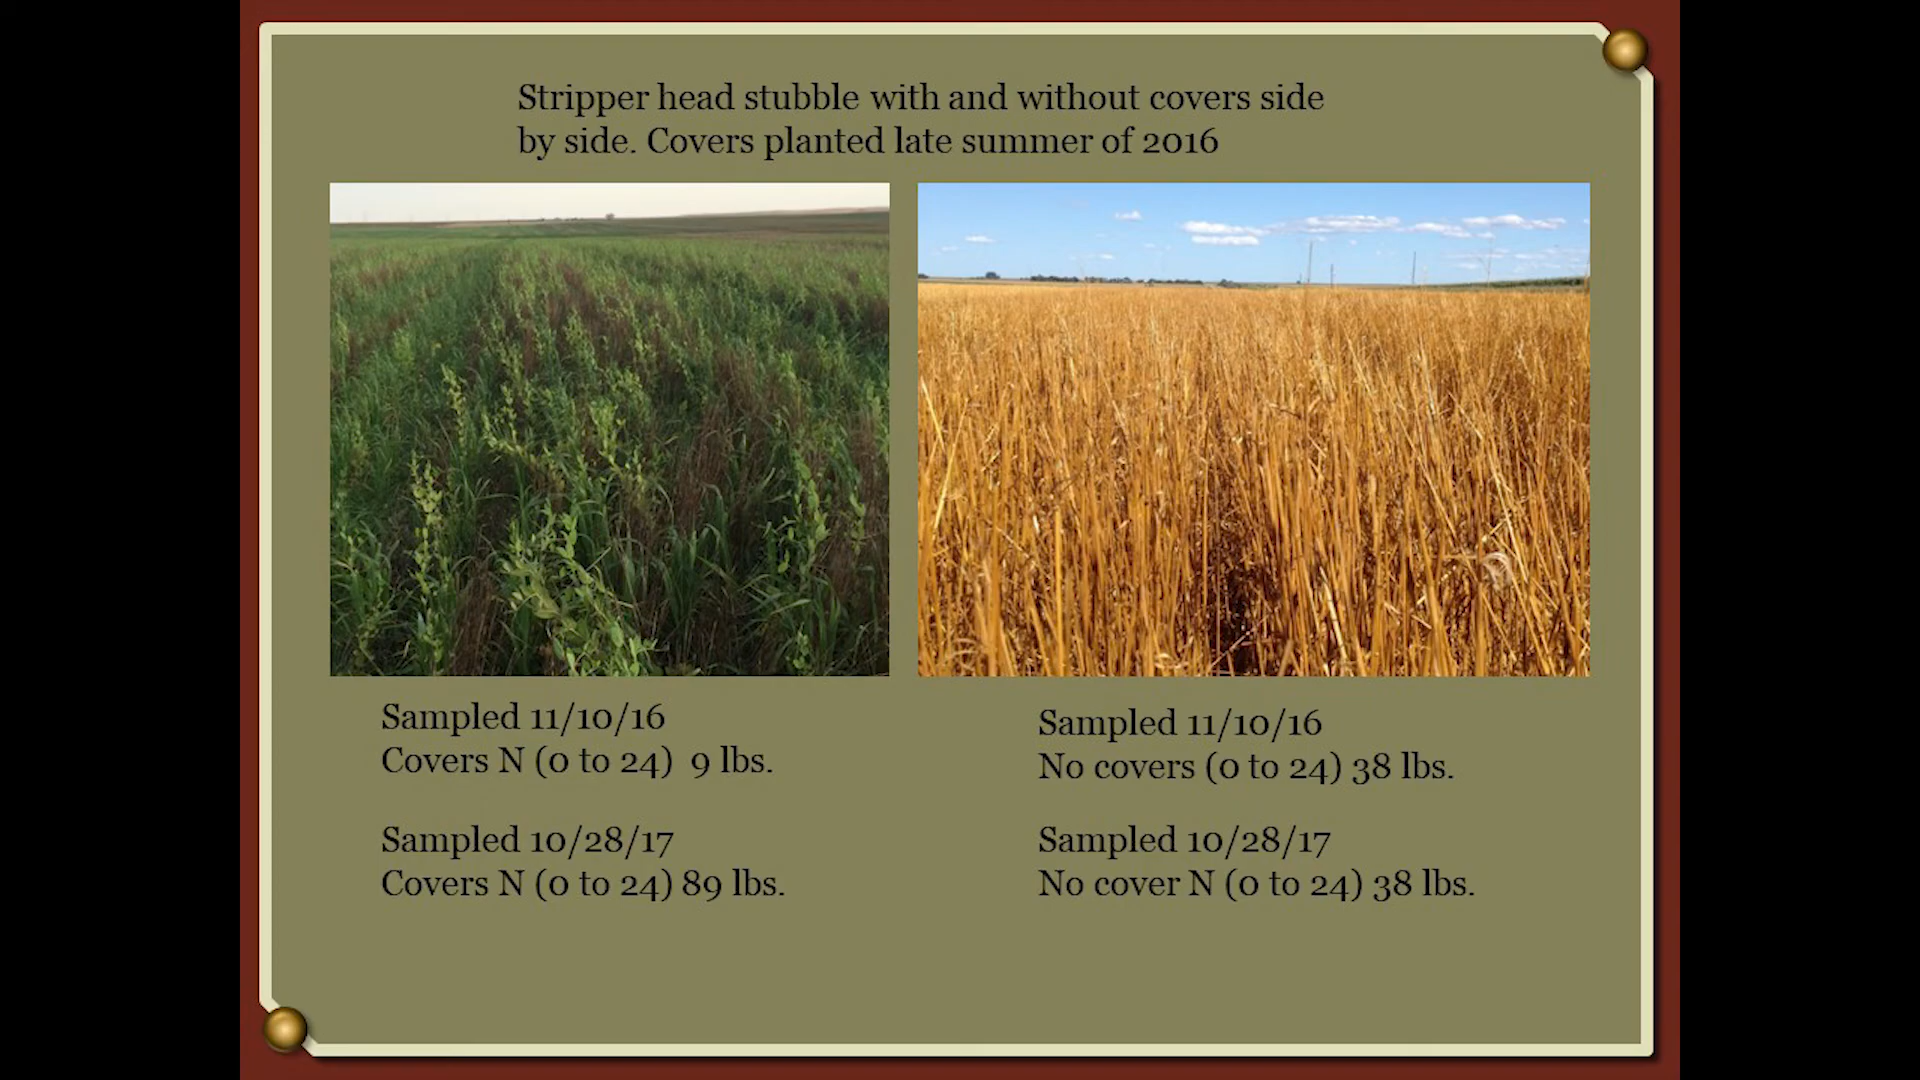 Stripper head stubble with and without covers side
by side. Covers planted late summer of 2016
Sampled 11/10/16
Covers N (0 to 24)  9 lbs.
Sampled 10/28/17
Covers N (0 to 24) 89 lbs.
Sampled 11/10/16
No covers (0 to 24) 38 lbs.
Sampled 10/28/17
No cover N (0 to 24) 38 lbs.